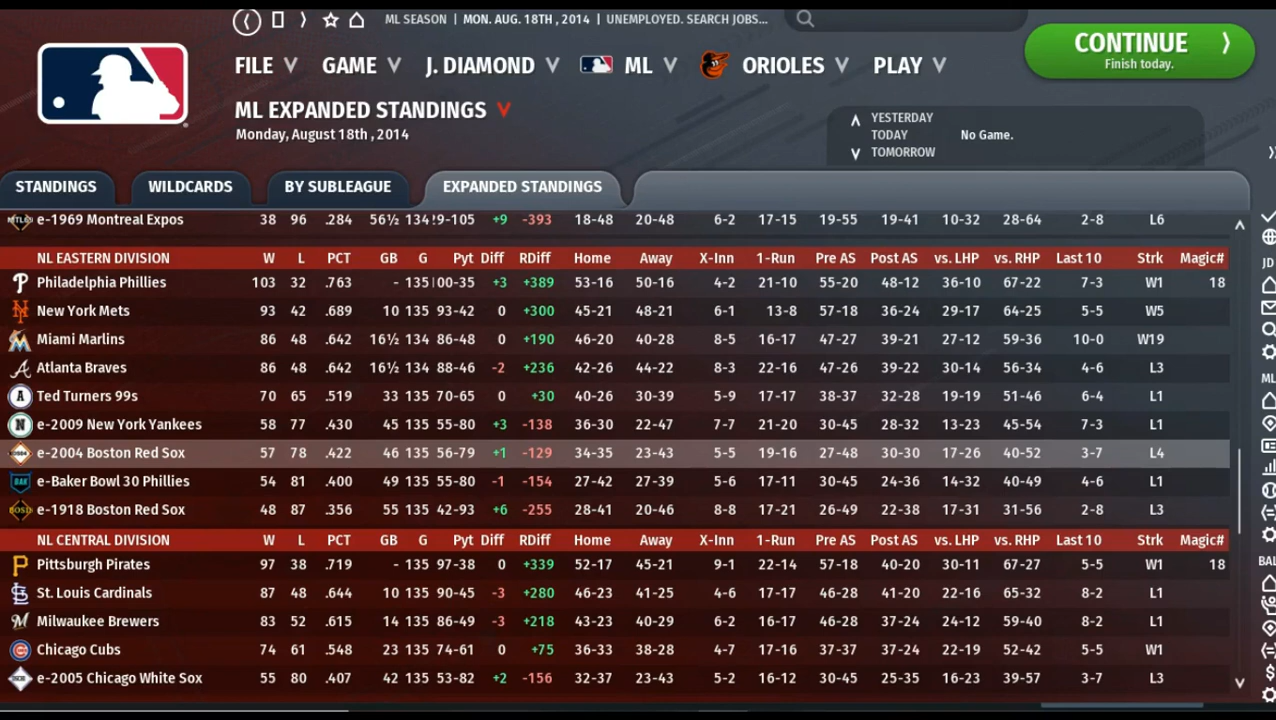 ML SEASON | MON. AUG. 18TH , 2014 | UNEMPLOYED. SEARCH JOBS...
CONTINUE
Finish today.
FILE GAME J. DIAMOND ML ORIOLES PLAY
ML EXPANDED STANDINGS
Monday, August 18th , 2014
YESTERDAY
TODAY No Game.
TOMORROW
STANDINGS WILDCARDS BY SUBLEAGUE EXPANDED STANDINGS
e-1969 Montreal Expos 38 96 .284 56½ 134 !9-105 +9 -393 18-48 20-48 6-2 17-15 19-55 19-41 10-32 28-64 2-8 L6
NL EASTERN DIVISION W L PCT GB G Pyt Diff RDiff Home Away X-Inn 1-Run Pre AS Post AS vs. LHP vs. RHP Last 10 Strk Magic#
Philadelphia Phillies 103 32 .763 - 135 00-35 +3 +389 53-16 50-16 4-2 21-10 55-20 48-12 36-10 67-22 7-3 W1 18
New York Mets 93 42 .689 10 135 93-42 0 +300 45-21 48-21 6-1 13-8 57-18 36-24 29-17 64-25 5-5 W5
Miami Marlins 86 48 .642 16½ 134 86-48 0 +190 46-20 40-28 8-5 16-17 47-27 39-21 27-12 59-36 10-0 W19
Atlanta Braves 86 48 .642 16½ 134 88-46 -2 +236 42-26 44-22 8-3 22-16 47-26 39-22 30-14 56-34 4-6 L3
Ted Turners 99s 70 65 .519 33 135 70-65 0 +30 40-26 30-39 5-9 17-17 38-37 32-28 19-19 51-46 6-4 L1
e-2009 New York Yankees 58 77 .430 45 135 55-80 +3 -138 36-30 22-47 7-7 21-20 30-45 28-32 13-23 45-54 7-3 L1
e-2004 Boston Red Sox 57 78 .422 46 135 56-79 +1 -129 34-35 23-43 5-5 19-16 27-48 30-30 17-26 40-52 3-7 L4
e-Baker Bowl 30 Phillies 54 81 .400 49 135 55-80 -1 -154 27-42 27-39 5-6 17-11 30-45 24-36 14-32 40-49 4-6 L1
e-1918 Boston Red Sox 48 87 .356 55 135 42-93 +6 -255 28-41 20-46 8-8 17-21 26-49 22-38 17-31 31-56 2-8 L3
NL CENTRAL DIVISION W L PCT GB G Pyt Diff RDiff Home Away X-Inn 1-Run Pre AS Post AS vs. LHP vs. RHP Last 10 Strk Magic#
Pittsburgh Pirates 97 38 .719 - 135 97-38 0 +339 52-17 45-21 9-1 22-14 57-18 40-20 30-11 67-27 5-5 W1 18
St. Louis Cardinals 87 48 .644 10 135 90-45 -3 +280 46-23 41-25 4-6 17-17 46-28 41-20 22-16 65-32 8-2 L1
Milwaukee Brewers 83 52 .615 14 135 86-49 -3 +218 43-23 40-29 6-2 16-17 46-28 37-24 24-12 59-40 8-2 L1
Chicago Cubs 74 61 .548 23 135 74-61 0 +75 36-33 38-28 4-7 17-16 37-37 37-24 22-19 52-42 5-5 W1
e-2005 Chicago White Sox 55 80 .407 42 135 53-82 +2 -156 32-37 23-43 5-2 16-12 30-45 25-35 16-23 39-57 3-7 L3
JD
ML
BAL